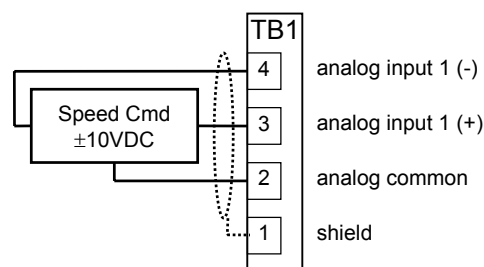 TB1
4 analog input 1 (-)
Speed Cmd
±10VDC
3 analog input 1 (+)
2 analog common
1 shield